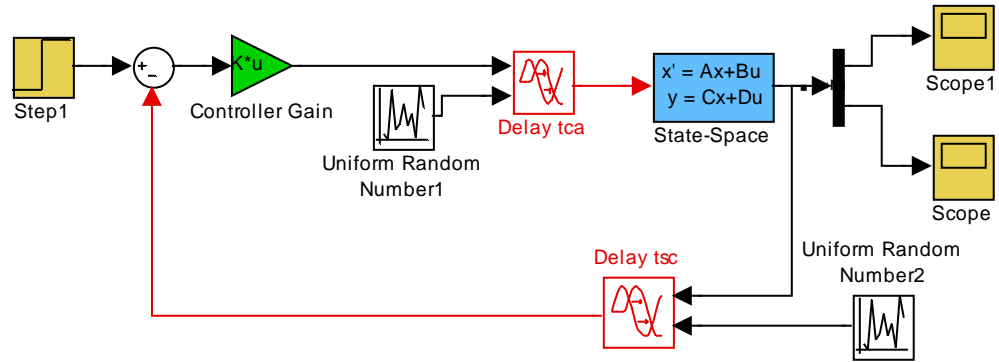 Step1
+
−
K*u
Controller Gain
Uniform Random
Number1
Delay tca
x' = Ax+Bu
y = Cx+Du
State-Space
Scope1
Scope
Delay tsc
Uniform Random
Number2